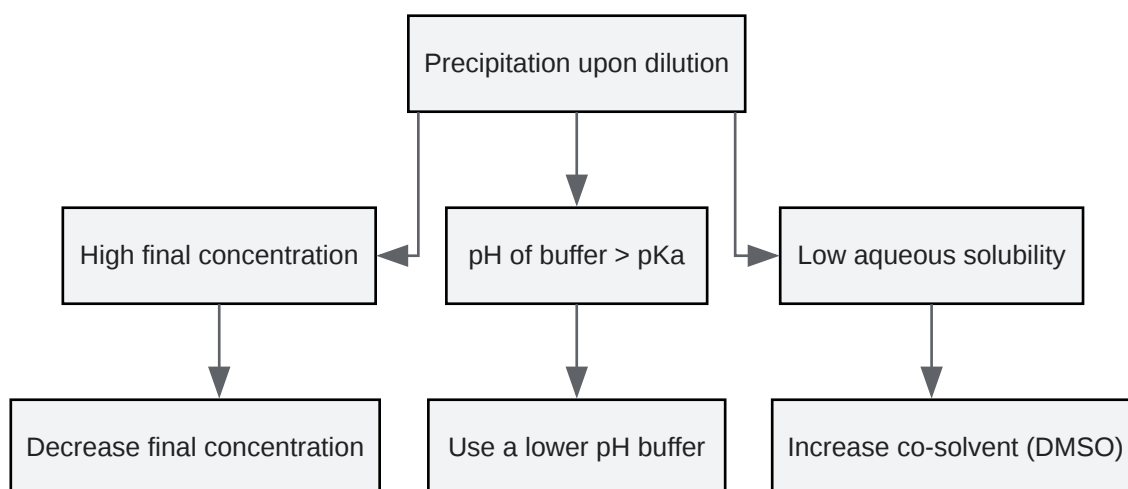 Precipitation upon dilution
High final concentration
pH of buffer > pKa
Low aqueous solubility
Decrease final concentration
Use a lower pH buffer
Increase co-solvent (DMSO)